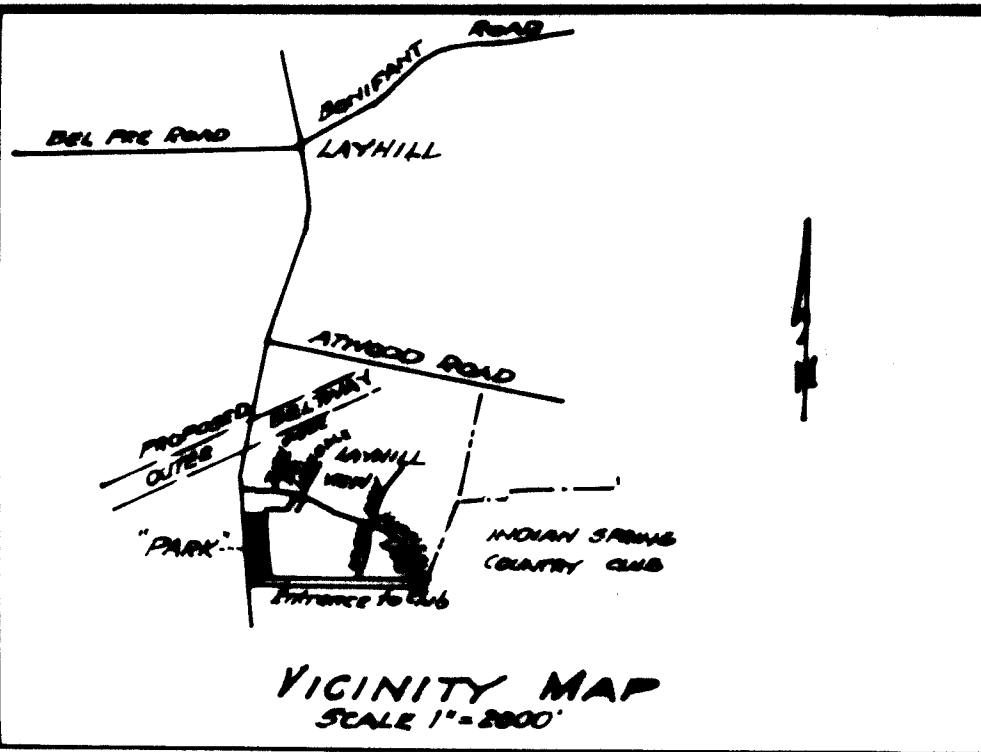 BONIFANT ROAD
BEL PRE ROAD
LAYHILL
ATWOOD ROAD
PROPOSED
OUTER BELTWAY
LAYHILL
VIEW
"PARK"
INDIAN SPRING
COUNTRY CLUB
Entrance to Club
N
VICINITY MAP
SCALE 1"=2000'